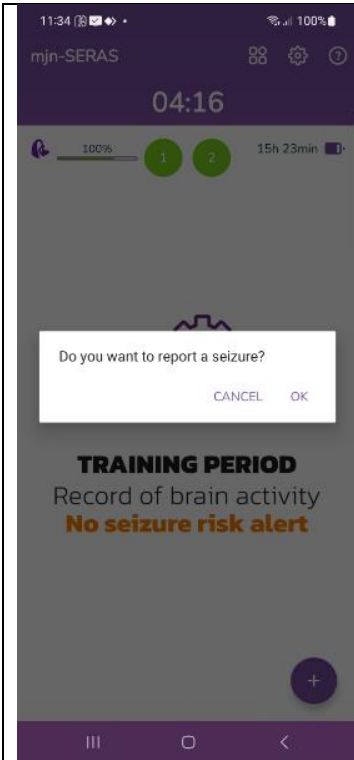 11:34
100%
mjn-SERAS
04:16
100%
1
2
15h 23min
Do you want to report a seizure?
CANCEL
OK
TRAINING PERIOD
Record of brain activity
No seizure risk alert
+